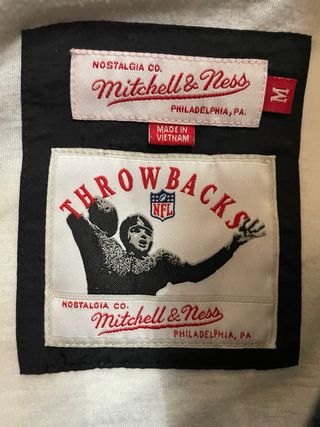 NOSTALGIA CO.
Mitchell & Ness
PHILADELPHIA, PA.
M
MADE IN
VIETNAM
THROWBACKS
NFL
NOSTALGIA CO.
Mitchell & Ness
PHILADELPHIA, PA